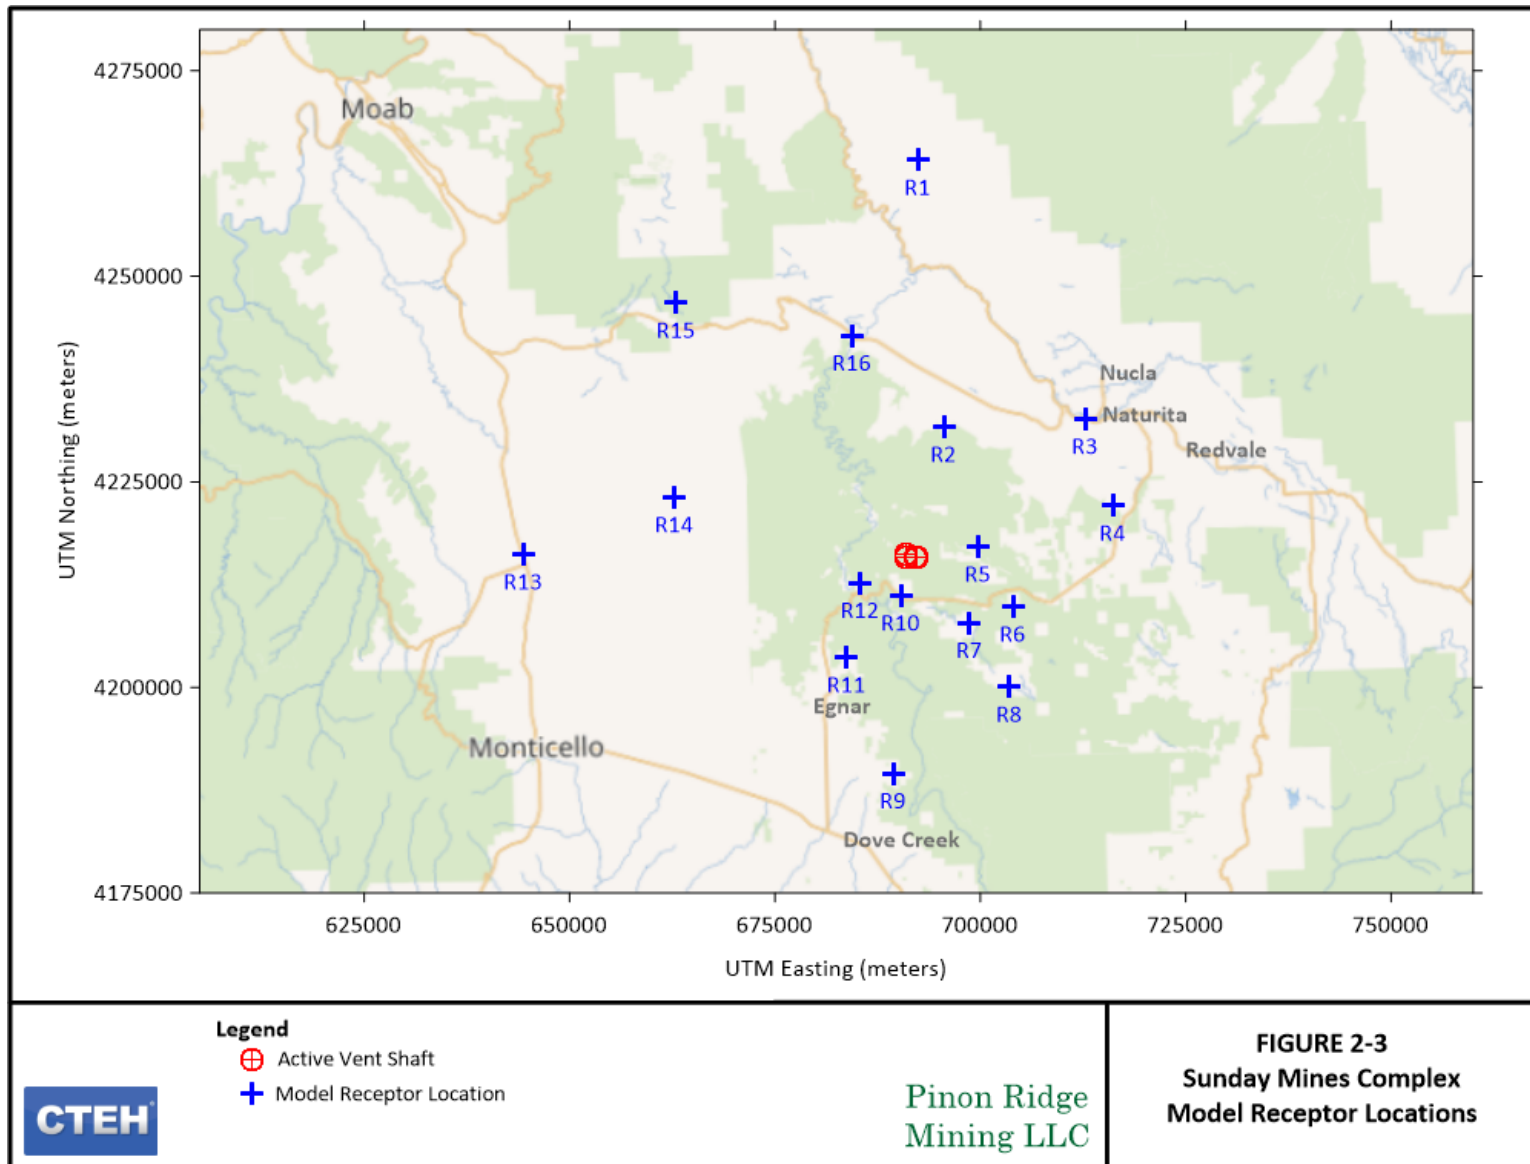 4275000
Moab
R1
4250000
R15
R16
Nucla
Naturita
R3
R2
Redvale
4225000
R14
R4
R5
R13
R12
R10
R6
R7
R11
4200000
Egnar
R8
Monticello
R9
Dove Creek
4175000
UTM Northing (meters)
625000 650000 675000 700000 725000 750000
UTM Easting (meters)
Legend
Active Vent Shaft
Model Receptor Location
CTEH
Pinon Ridge
Mining LLC
FIGURE 2-3
Sunday Mines Complex
Model Receptor Locations